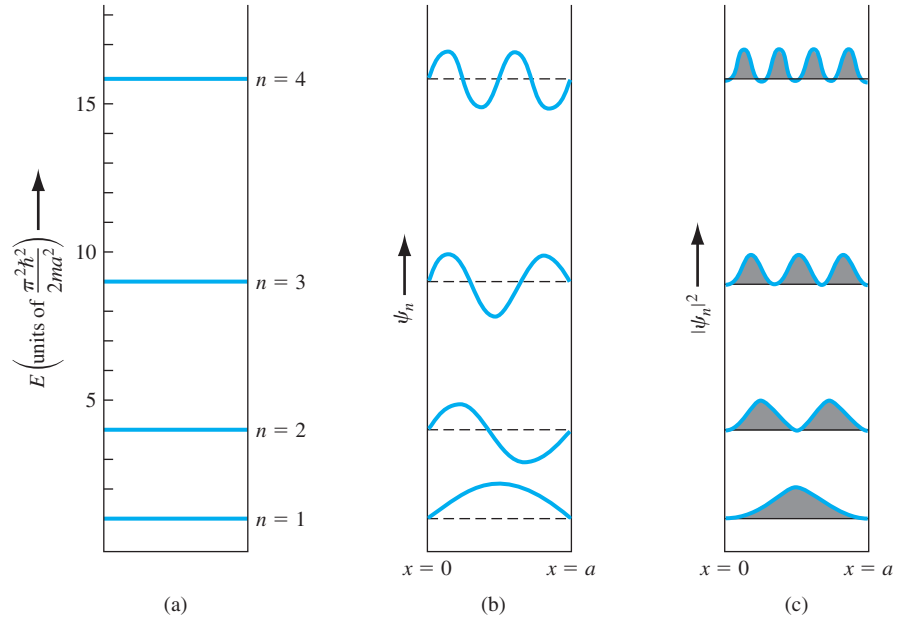 n = 4
15
10
n = 3
E (units of π²ħ²/2ma²)
ψₙ
|ψₙ|²
5
n = 2
n = 1
x = 0
x = a
x = 0
x = a
(a)
(b)
(c)